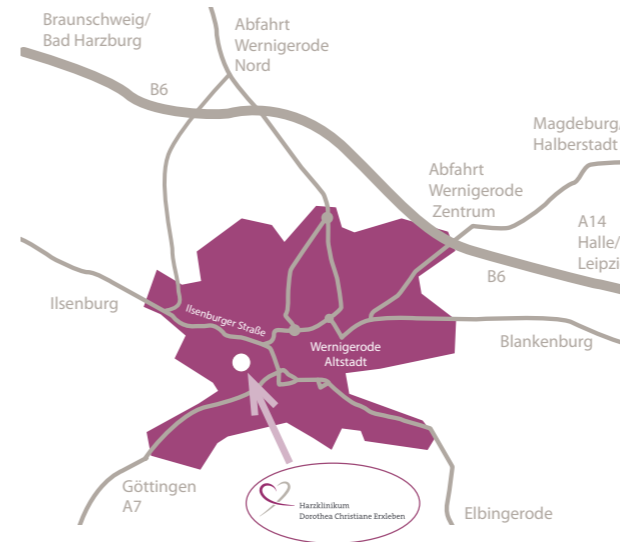 Braunschweig/
Bad Harzburg
Abfahrt
Wernigerode
Nord
B6
Magdeburg/
Halberstadt
Abfahrt
Wernigerode
Zentrum
A14
Halle/
Leipzi
B6
Ilsenburg
Ilsenburger Straße
Wernigerode
Altstadt
Blankenburg
Göttingen
A7
Harzklinikum
Dorothea Christiane Erxleben
Elbingerode